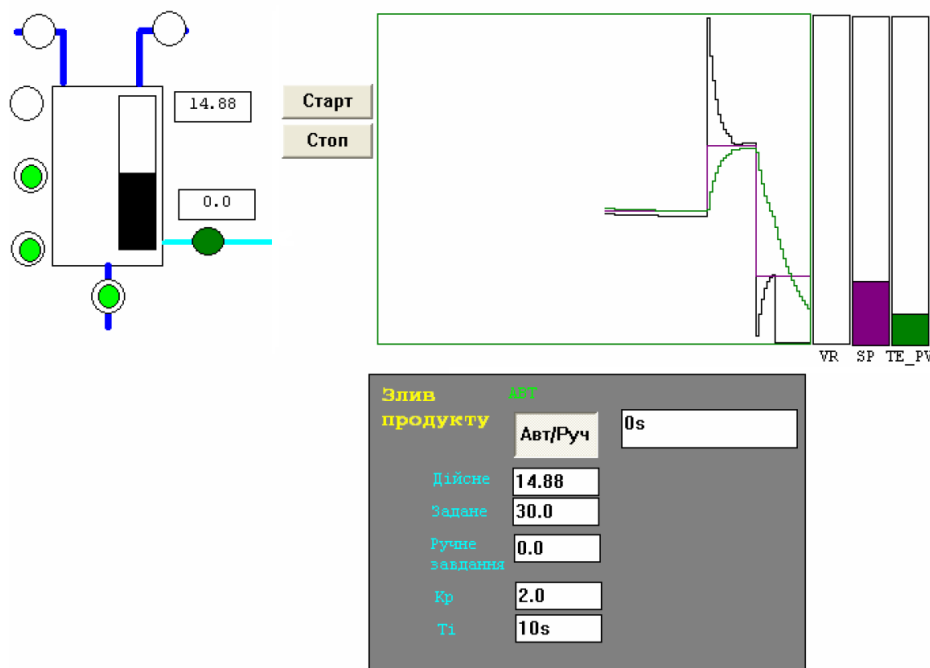 14.88
0.0
Старт
Стоп
VR SP TE_PV
Злив
продукту
АВТ
Авт/Руч
0s
Дійсне
14.88
Задане
30.0
Ручне
завдання
0.0
Кр
2.0
Ті
10s